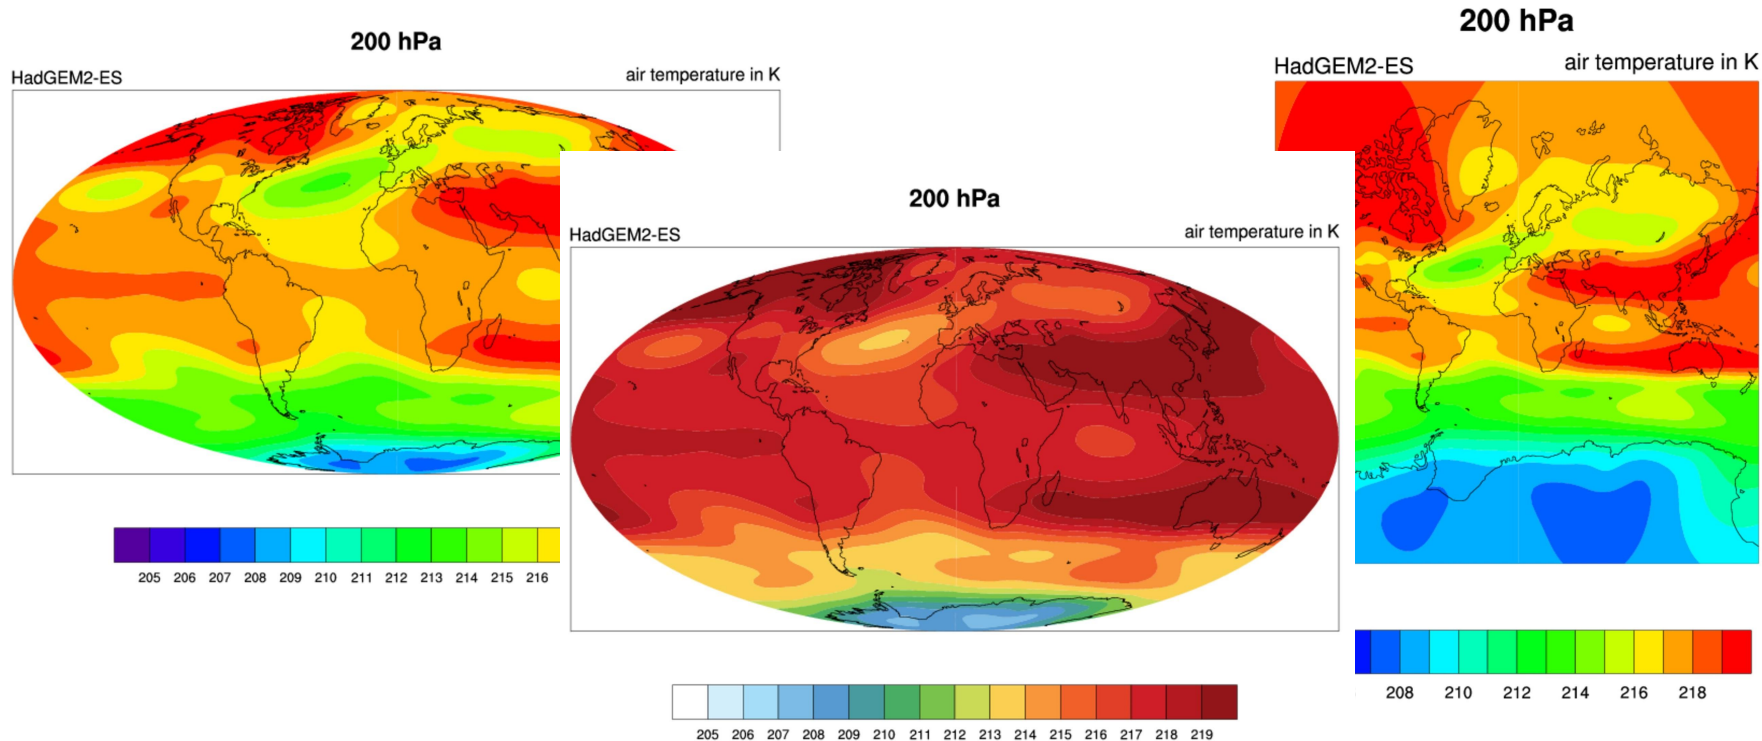 200 hPa
HadGEM2-ES air temperature in K
205 206 207 208 209 210 211 212 213 214 215 216
200 hPa
HadGEM2-ES air temperature in K
205 206 207 208 209 210 211 212 213 214 215 216 217 218 219
200 hPa
HadGEM2-ES air temperature in K
208 210 212 214 216 218